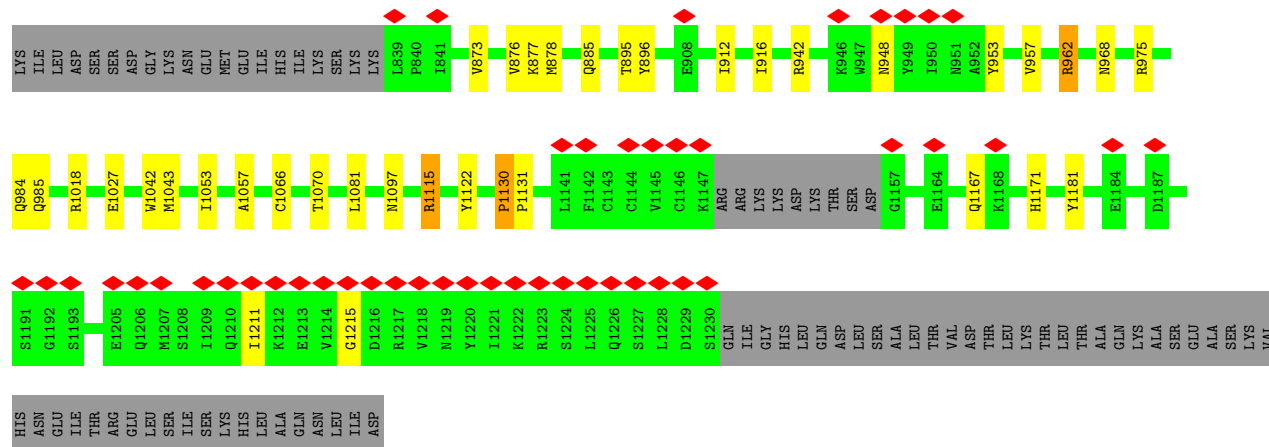 LYS ILE LEU ASP SER SER ASP GLY LYS ASN GLU MET GLU ILE HIS ILE LYS SER LYS LYS L839 P840 I841 V873 V876 K877 M878 Q885 T895 Y896 E908 I912 I916 R942 K946 W947 N948 Y949 I950 N951 A952 Y953 V957 R962 N968 R975
Q984 Q985 R1018 E1027 W1042 M1043 I1053 A1057 C1066 T1070 L1081 N1097 R1115 Y1122 P1130 P1131 L1141 F1142 C1143 C1144 V1145 C1146 K1147 ARG ARG LYS LYS ASP LYS THR SER ASP G1157 E1164 Q1167 K1168 H1171 Y1181 E1184 D1187
S1191 G1192 S1193 E1205 Q1206 M1207 S1208 I1209 Q1210 I1211 K1212 E1213 V1214 G1215 D1216 R1217 V1218 N1219 Y1220 I1221 K1222 R1223 S1224 L1225 Q1226 S1227 L1228 D1229 S1230 GLN ILE GLY HIS LEU GLN ASP LEU SER ALA LEU THR VAL ASP THR LEU LYS THR LEU THR ALA GLN LYS ALA SER GLU ALA SER LYS VAL
HIS ASN GLU ILE THR ARG GLU LEU SER ILE SER LYS HIS LEU ALA GLN ASN LEU ILE ASP